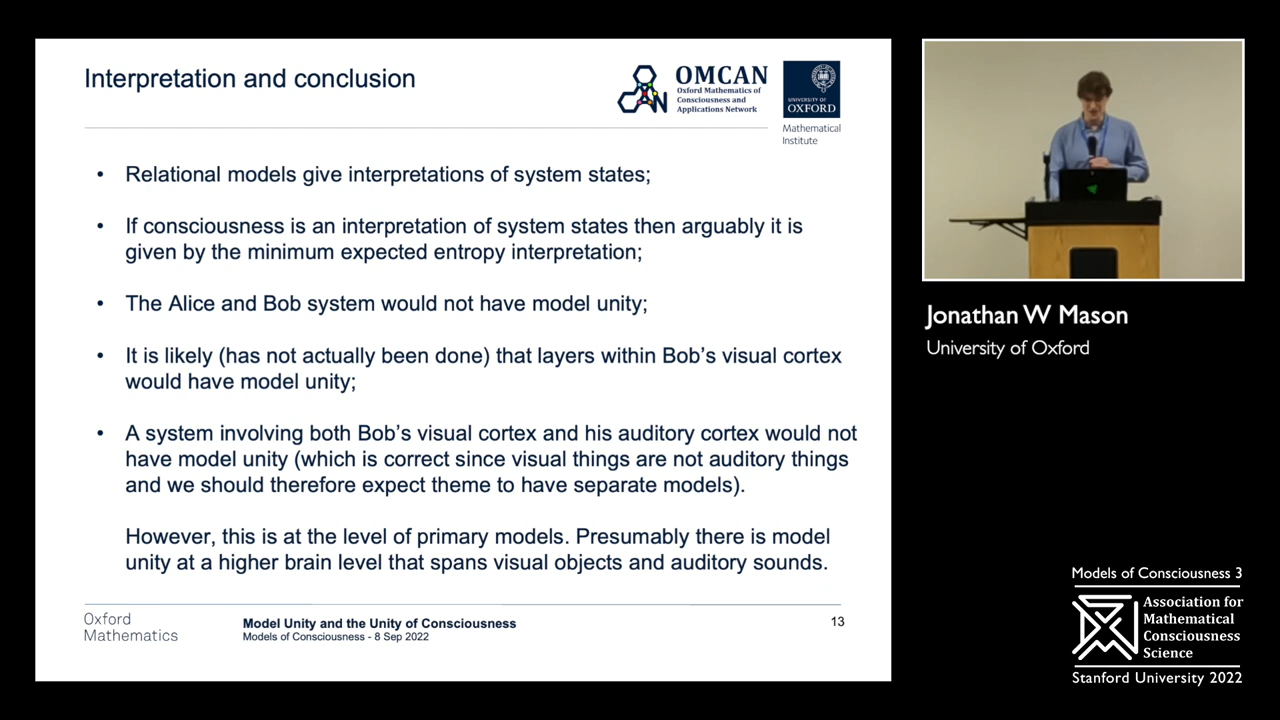 Interpretation and conclusion
OMCAN
Oxford Mathematics of
Consciousness and
Applications Network
UNIVERSITY OF
OXFORD
Mathematical
Institute
• Relational models give interpretations of system states;
• If consciousness is an interpretation of system states then arguably it is
given by the minimum expected entropy interpretation;
• The Alice and Bob system would not have model unity;
• It is likely (has not actually been done) that layers within Bob's visual cortex
would have model unity;
• A system involving both Bob's visual cortex and his auditory cortex would not
have model unity (which is correct since visual things are not auditory things
and we should therefore expect theme to have separate models).
However, this is at the level of primary models. Presumably there is model
unity at a higher brain level that spans visual objects and auditory sounds.
Oxford
Mathematics
Model Unity and the Unity of Consciousness
Models of Consciousness - 8 Sep 2022
13
Jonathan W Mason
University of Oxford
Models of Consciousness 3
Association for
Mathematical
Consciousness
Science
Stanford University 2022